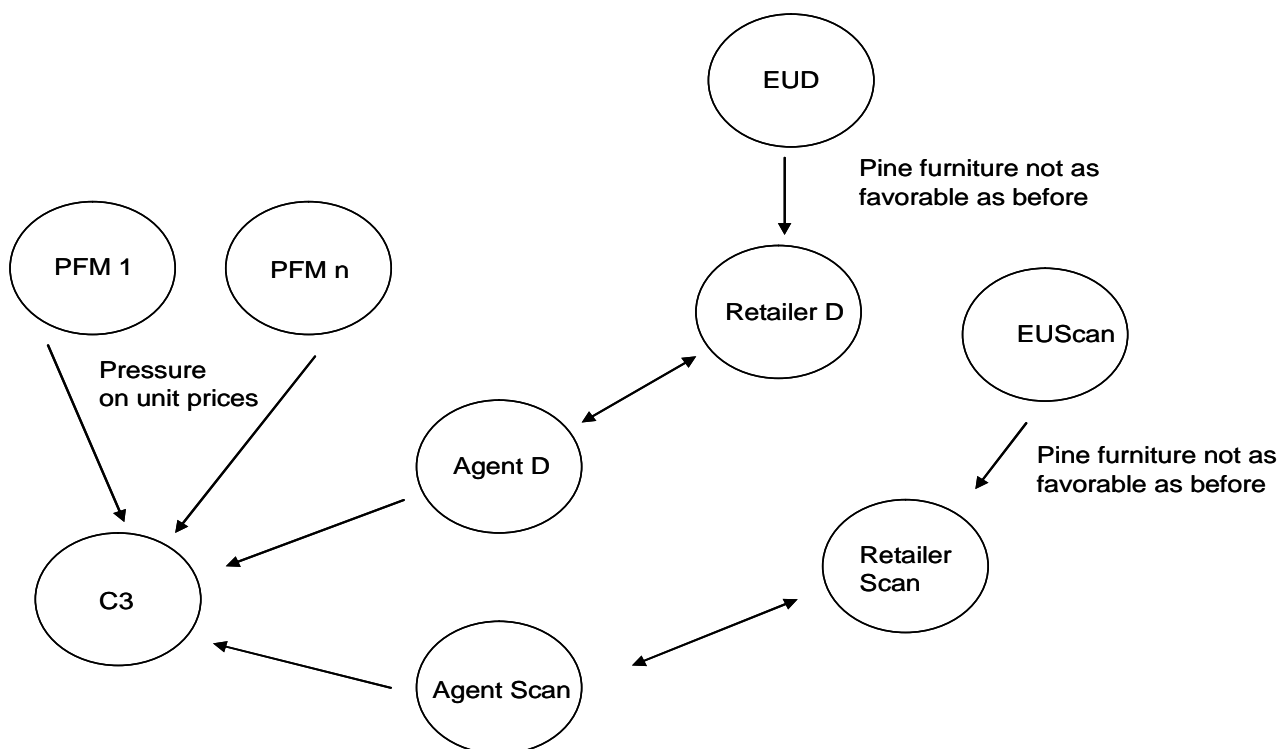 EUD
Pine furniture not as
favorable as before
PFM 1
PFM n
Retailer D
EUScan
Pressure
on unit prices
Agent D
Pine furniture not as
favorable as before
Retailer
Scan
C3
Agent Scan